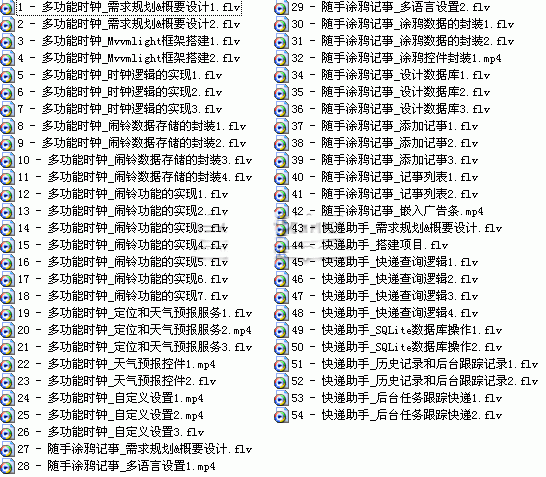 1 - 多功能时钟_需求规划&概要设计1.flv
2 - 多功能时钟_需求规划&概要设计2.flv
3 - 多功能时钟_Mvvmlight框架搭建1.flv
4 - 多功能时钟_Mvvmlight框架搭建2.flv
5 - 多功能时钟_时钟逻辑的实现1.flv
6 - 多功能时钟_时钟逻辑的实现2.flv
7 - 多功能时钟_时钟逻辑的实现3.flv
8 - 多功能时钟_闹铃数据存储的封装1.flv
9 - 多功能时钟_闹铃数据存储的封装2.flv
10 - 多功能时钟_闹铃数据存储的封装3.flv
11 - 多功能时钟_闹铃数据存储的封装4.flv
12 - 多功能时钟_闹铃功能的实现1.flv
13 - 多功能时钟_闹铃功能的实现2.flv
14 - 多功能时钟_闹铃功能的实现3.flv
15 - 多功能时钟_闹铃功能的实现4.flv
16 - 多功能时钟_闹铃功能的实现5.flv
17 - 多功能时钟_闹铃功能的实现6.flv
18 - 多功能时钟_闹铃功能的实现7.flv
19 - 多功能时钟_定位和天气预报服务1.flv
20 - 多功能时钟_定位和天气预报服务2.mp4
21 - 多功能时钟_定位和天气预报服务3.flv
22 - 多功能时钟_天气预报控件1.mp4
23 - 多功能时钟_天气预报控件2.flv
24 - 多功能时钟_自定义设置1.mp4
25 - 多功能时钟_自定义设置2.mp4
26 - 多功能时钟_自定义设置3.flv
27 - 随手涂鸦记事_需求规划&概要设计.flv
28 - 随手涂鸦记事_多语言设置1.mp4
29 - 随手涂鸦记事_多语言设置2.flv
30 - 随手涂鸦记事_涂鸦数据的封装1.flv
31 - 随手涂鸦记事_涂鸦数据的封装2.flv
32 - 随手涂鸦记事_涂鸦控件封装1.mp4
34 - 随手涂鸦记事_设计数据库1.flv
35 - 随手涂鸦记事_设计数据库2.flv
36 - 随手涂鸦记事_设计数据库3.flv
37 - 随手涂鸦记事_添加记事1.flv
38 - 随手涂鸦记事_添加记事2.flv
39 - 随手涂鸦记事_添加记事3.flv
40 - 随手涂鸦记事_记事列表1.flv
41 - 随手涂鸦记事_记事列表2.flv
42 - 随手涂鸦记事_嵌入广告条.mp4
43 - 快递助手_需求规划&概要设计.flv
44 - 快递助手_搭建项目.flv
45 - 快递助手_快递查询逻辑1.flv
46 - 快递助手_快递查询逻辑2.flv
47 - 快递助手_快递查询逻辑3.flv
48 - 快递助手_快递查询逻辑4.flv
49 - 快递助手_SQLite数据库操作1.flv
50 - 快递助手_SQLite数据库操作2.flv
51 - 快递助手_历史记录和后台跟踪记录1.flv
52 - 快递助手_历史记录和后台跟踪记录2.flv
53 - 快递助手_后台任务跟踪快递1.flv
54 - 快递助手_后台任务跟踪快递2.flv